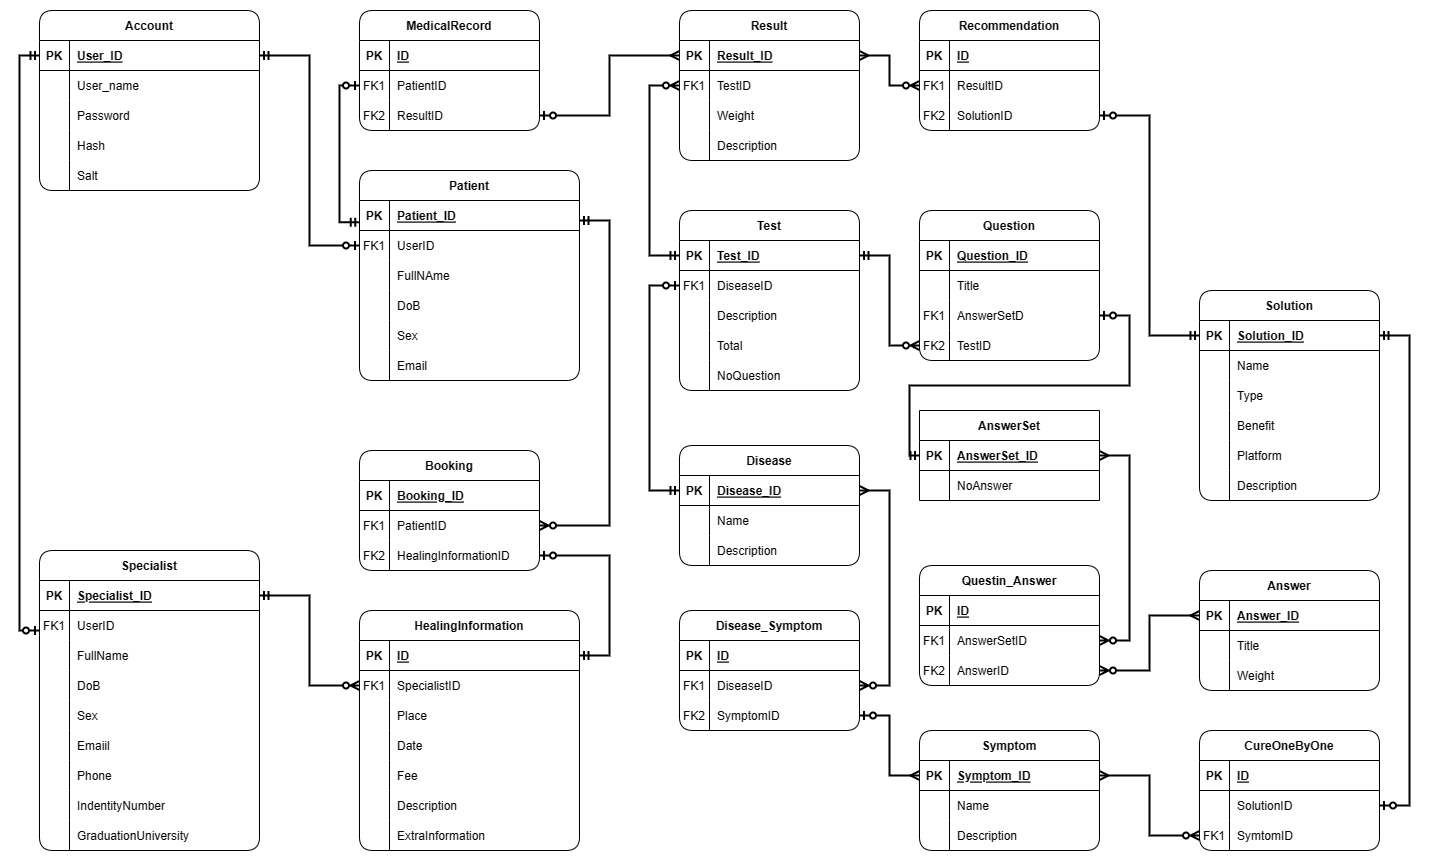 Account
PK User_ID
User_name
Password
Hash
Salt
MedicalRecord
PK ID
FK1 PatientID
FK2 ResultID
Result
PK Result_ID
FK1 TestID
Weight
Description
Recommendation
PK ID
FK1 ResultID
FK2 SolutionID
Patient
PK Patient_ID
FK1 UserID
FullNAme
DoB
Sex
Email
Test
PK Test_ID
FK1 DiseaseID
Description
Total
NoQuestion
Question
PK Question_ID
Title
FK1 AnswerSetD
FK2 TestID
Solution
PK Solution_ID
Name
Type
Benefit
Platform
Description
AnswerSet
PK AnswerSet_ID
NoAnswer
Booking
PK Booking_ID
FK1 PatientID
FK2 HealingInformationID
Disease
PK Disease_ID
Name
Description
Specialist
PK Specialist_ID
FK1 UserID
FullName
DoB
Sex
Emaiil
Phone
IndentityNumber
GraduationUniversity
HealingInformation
PK ID
FK1 SpecialistID
Place
Date
Fee
Description
ExtraInformation
Disease_Symptom
PK ID
FK1 DiseaseID
FK2 SymptomID
Questin_Answer
PK ID
FK1 AnswerSetID
FK2 AnswerID
Answer
PK Answer_ID
Title
Weight
Symptom
PK Symptom_ID
Name
Description
CureOneByOne
PK ID
SolutionID
FK1 SymtomID